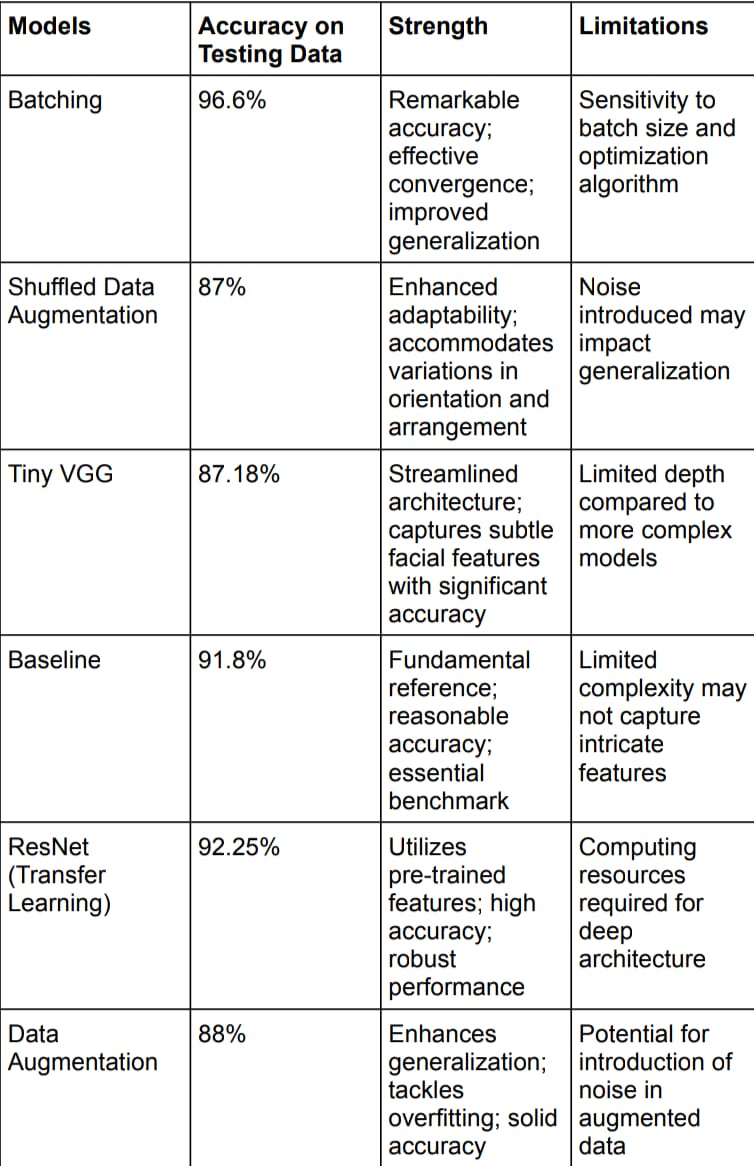 Models
Accuracy on
Testing Data
Strength
Limitations
Batching
96.6%
Remarkable
accuracy;
effective
convergence;
improved
generalization
Sensitivity to
batch size and
optimization
algorithm
Shuffled Data
Augmentation
87%
Enhanced
adaptability;
accommodates
variations in
orientation and
arrangement
Noise
introduced may
impact
generalization
Tiny VGG
87.18%
Streamlined
architecture;
captures subtle
facial features
with significant
accuracy
Limited depth
compared to
more complex
models
Baseline
91.8%
Fundamental
reference;
reasonable
accuracy;
essential
benchmark
Limited
complexity may
not capture
intricate
features
ResNet
(Transfer
Learning)
92.25%
Utilizes
pre-trained
features; high
accuracy;
robust
performance
Computing
resources
required for
deep
architecture
Data
Augmentation
88%
Enhances
generalization;
tackles
overfitting; solid
accuracy
Potential for
introduction of
noise in
augmented
data